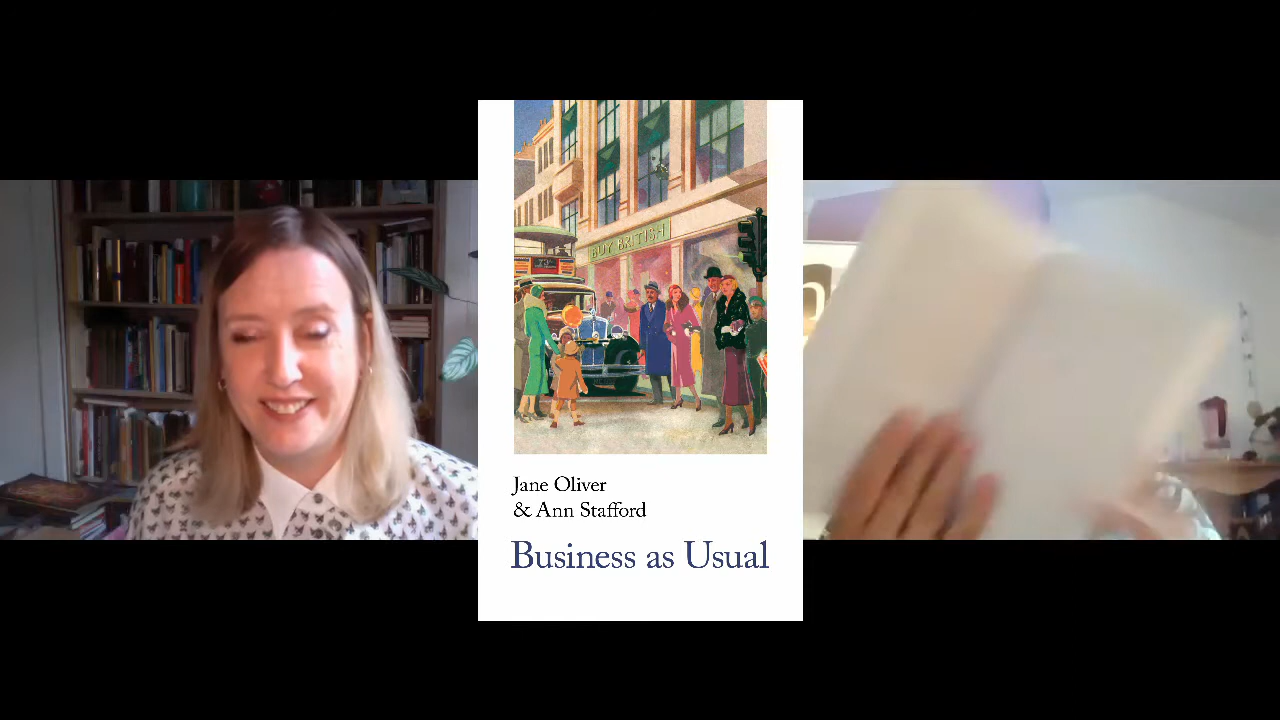 BUY BRITISH
Jane Oliver
& Ann Stafford
Business as Usual